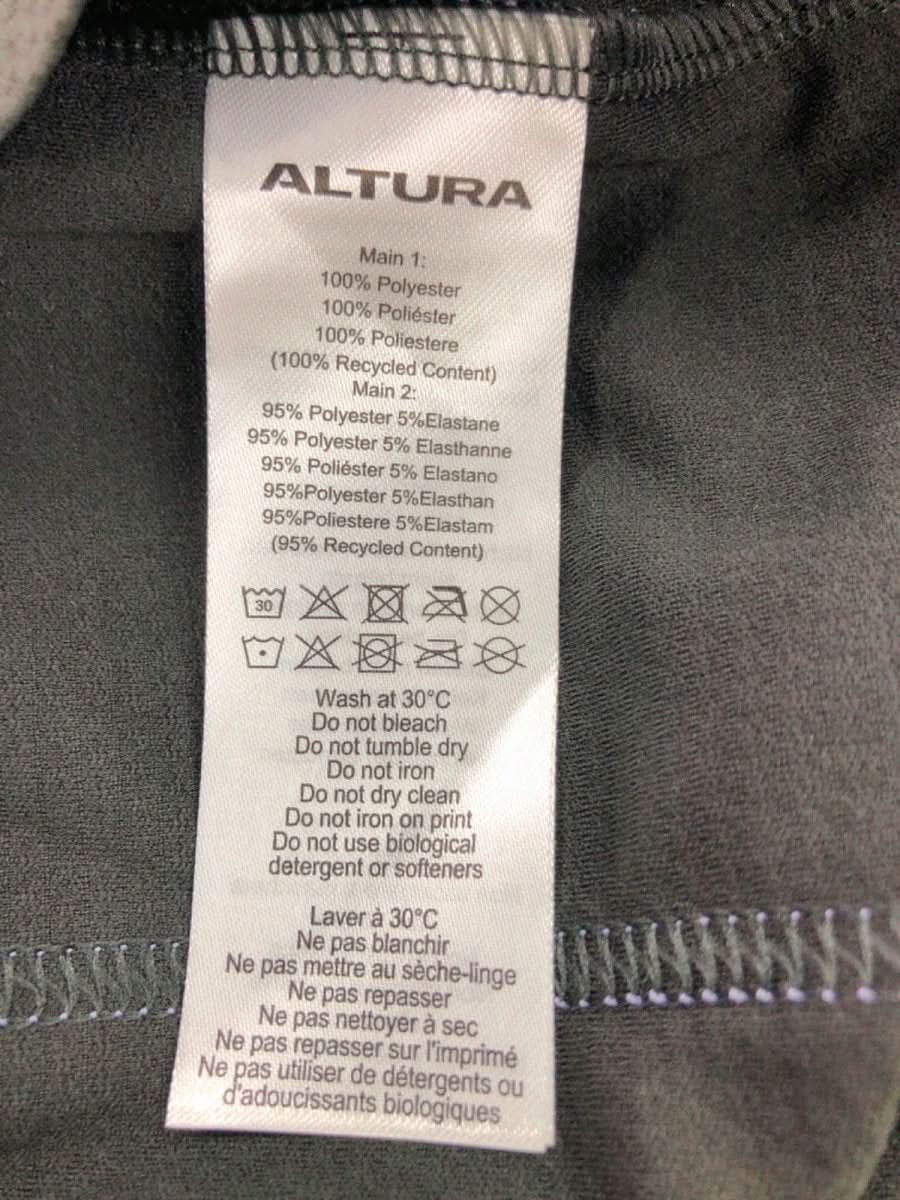 ALTURA
Main 1:
100% Polyester
100% Poliéster
100% Poliestere
(100% Recycled Content)
Main 2:
95% Polyester 5%Elastane
95% Polyester 5% Elasthanne
95% Poliéster 5% Elastano
95%Polyester 5%Elasthan
95%Poliestere 5%Elastam
(95% Recycled Content)
30
Wash at 30°C
Do not bleach
Do not tumble dry
Do not iron
Do not dry clean
Do not iron on print
Do not use biological
detergent or softeners
Laver à 30°C
Ne pas blanchir
Ne pas mettre au sèche-linge
Ne pas repasser
Ne pas nettoyer à sec
Ne pas repasser sur l'imprimé
Ne pas utiliser de détergents ou
d'adoucissants biologiques